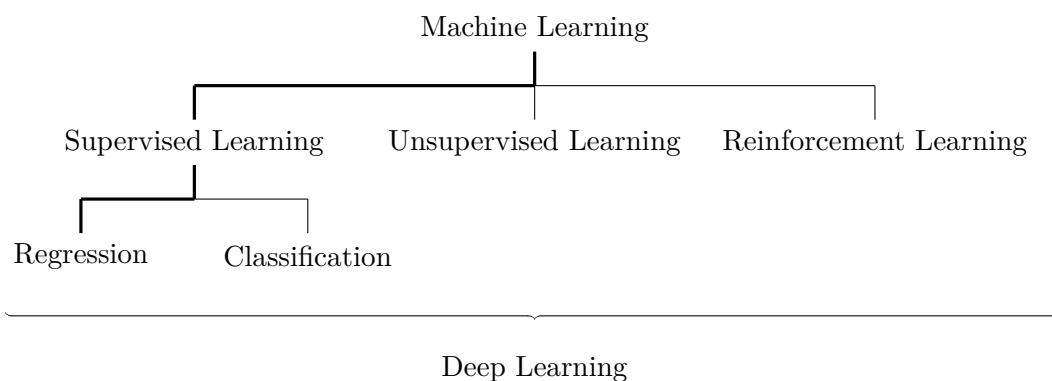 Machine Learning
Supervised Learning Unsupervised Learning Reinforcement Learning
Regression Classification
Deep Learning